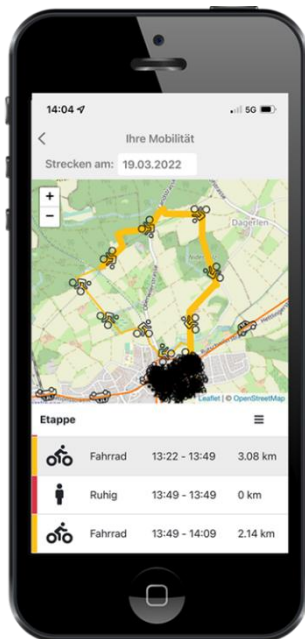 14:04
5G
Ihre Mobilität
Strecken am: 19.03.2022
+
−
Dägerlen
Leaflet | © OpenStreetMap
Etappe
Fahrrad 13:22 - 13:49 3.08 km
Ruhig 13:49 - 13:49 0 km
Fahrrad 13:49 - 14:09 2.14 km